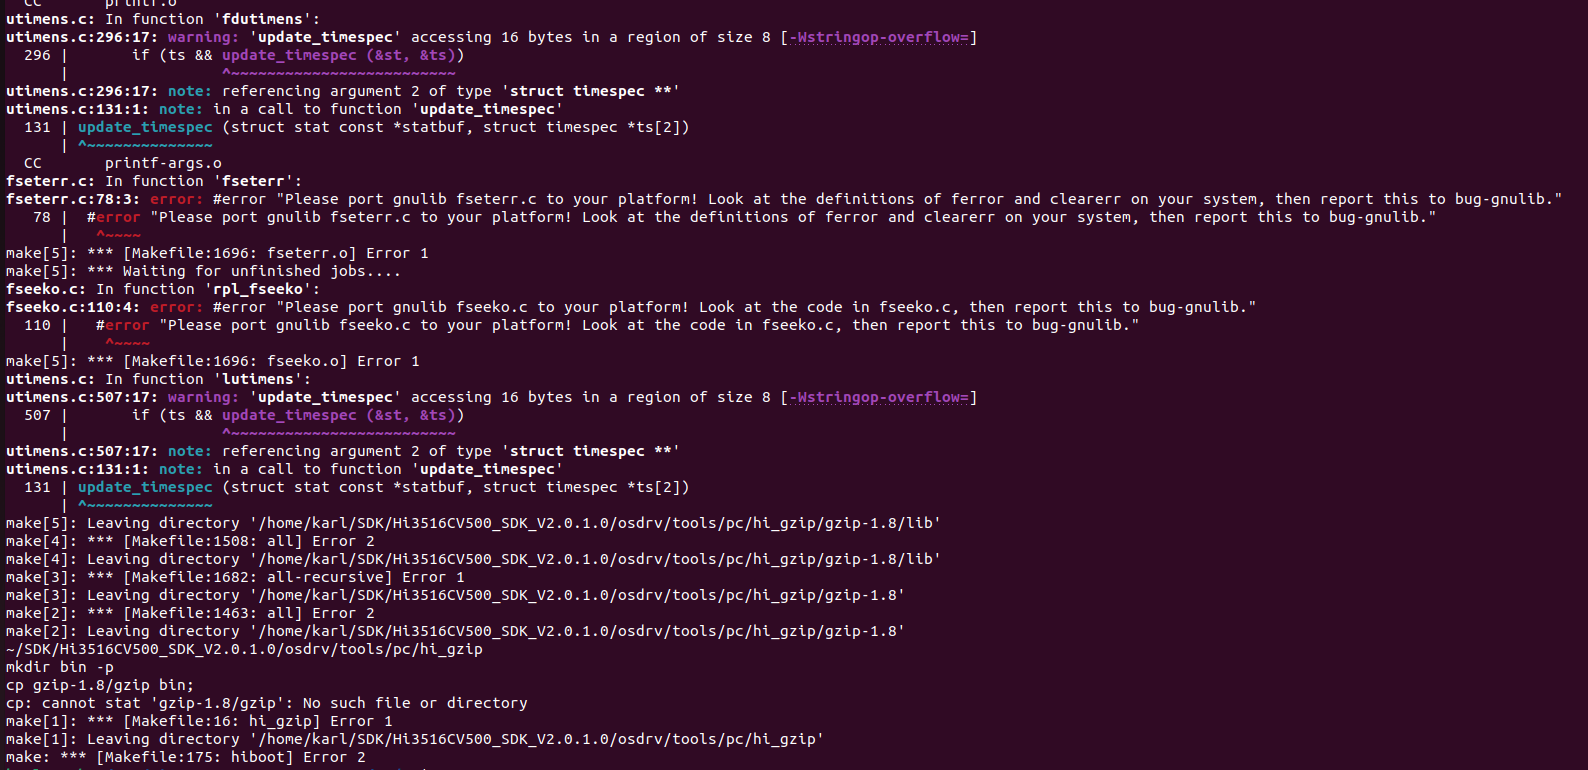 CC       printf.o
utimens.c: In function 'fdutimens':
utimens.c:296:17: warning: 'update_timespec' accessing 16 bytes in a region of size 8 [-Wstringop-overflow=]
  296 |       if (ts && update_timespec (&st, &ts))
      |                 ^~~~~~~~~~~~~~~~~~~~~~~~~~
utimens.c:296:17: note: referencing argument 2 of type 'struct timespec **'
utimens.c:131:1: note: in a call to function 'update_timespec'
  131 | update_timespec (struct stat const *statbuf, struct timespec *ts[2])
      | ^~~~~~~~~~~~~~~
  CC       printf-args.o
fseterr.c: In function 'fseterr':
fseterr.c:78:3: error: #error "Please port gnulib fseterr.c to your platform! Look at the definitions of ferror and clearerr on your system, then report this to bug-gnulib."
   78 |  #error "Please port gnulib fseterr.c to your platform! Look at the definitions of ferror and clearerr on your system, then report this to bug-gnulib."
      |   ^~~~~
make[5]: *** [Makefile:1696: fseterr.o] Error 1
make[5]: *** Waiting for unfinished jobs....
fseeko.c: In function 'rpl_fseeko':
fseeko.c:110:4: error: #error "Please port gnulib fseeko.c to your platform! Look at the code in fseeko.c, then report this to bug-gnulib."
  110 |   #error "Please port gnulib fseeko.c to your platform! Look at the code in fseeko.c, then report this to bug-gnulib."
      |    ^~~~~
make[5]: *** [Makefile:1696: fseeko.o] Error 1
utimens.c: In function 'lutimens':
utimens.c:507:17: warning: 'update_timespec' accessing 16 bytes in a region of size 8 [-Wstringop-overflow=]
  507 |       if (ts && update_timespec (&st, &ts))
      |                 ^~~~~~~~~~~~~~~~~~~~~~~~~~
utimens.c:507:17: note: referencing argument 2 of type 'struct timespec **'
utimens.c:131:1: note: in a call to function 'update_timespec'
  131 | update_timespec (struct stat const *statbuf, struct timespec *ts[2])
      | ^~~~~~~~~~~~~~~
make[5]: Leaving directory '/home/karl/SDK/Hi3516CV500_SDK_V2.0.1.0/osdrv/tools/pc/hi_gzip/gzip-1.8/lib'
make[4]: *** [Makefile:1508: all] Error 2
make[4]: Leaving directory '/home/karl/SDK/Hi3516CV500_SDK_V2.0.1.0/osdrv/tools/pc/hi_gzip/gzip-1.8/lib'
make[3]: *** [Makefile:1682: all-recursive] Error 1
make[3]: Leaving directory '/home/karl/SDK/Hi3516CV500_SDK_V2.0.1.0/osdrv/tools/pc/hi_gzip/gzip-1.8'
make[2]: *** [Makefile:1463: all] Error 2
make[2]: Leaving directory '/home/karl/SDK/Hi3516CV500_SDK_V2.0.1.0/osdrv/tools/pc/hi_gzip/gzip-1.8'
~/SDK/Hi3516CV500_SDK_V2.0.1.0/osdrv/tools/pc/hi_gzip
mkdir bin -p
cp gzip-1.8/gzip bin;
cp: cannot stat 'gzip-1.8/gzip': No such file or directory
make[1]: *** [Makefile:16: hi_gzip] Error 1
make[1]: Leaving directory '/home/karl/SDK/Hi3516CV500_SDK_V2.0.1.0/osdrv/tools/pc/hi_gzip'
make: *** [Makefile:175: hiboot] Error 2